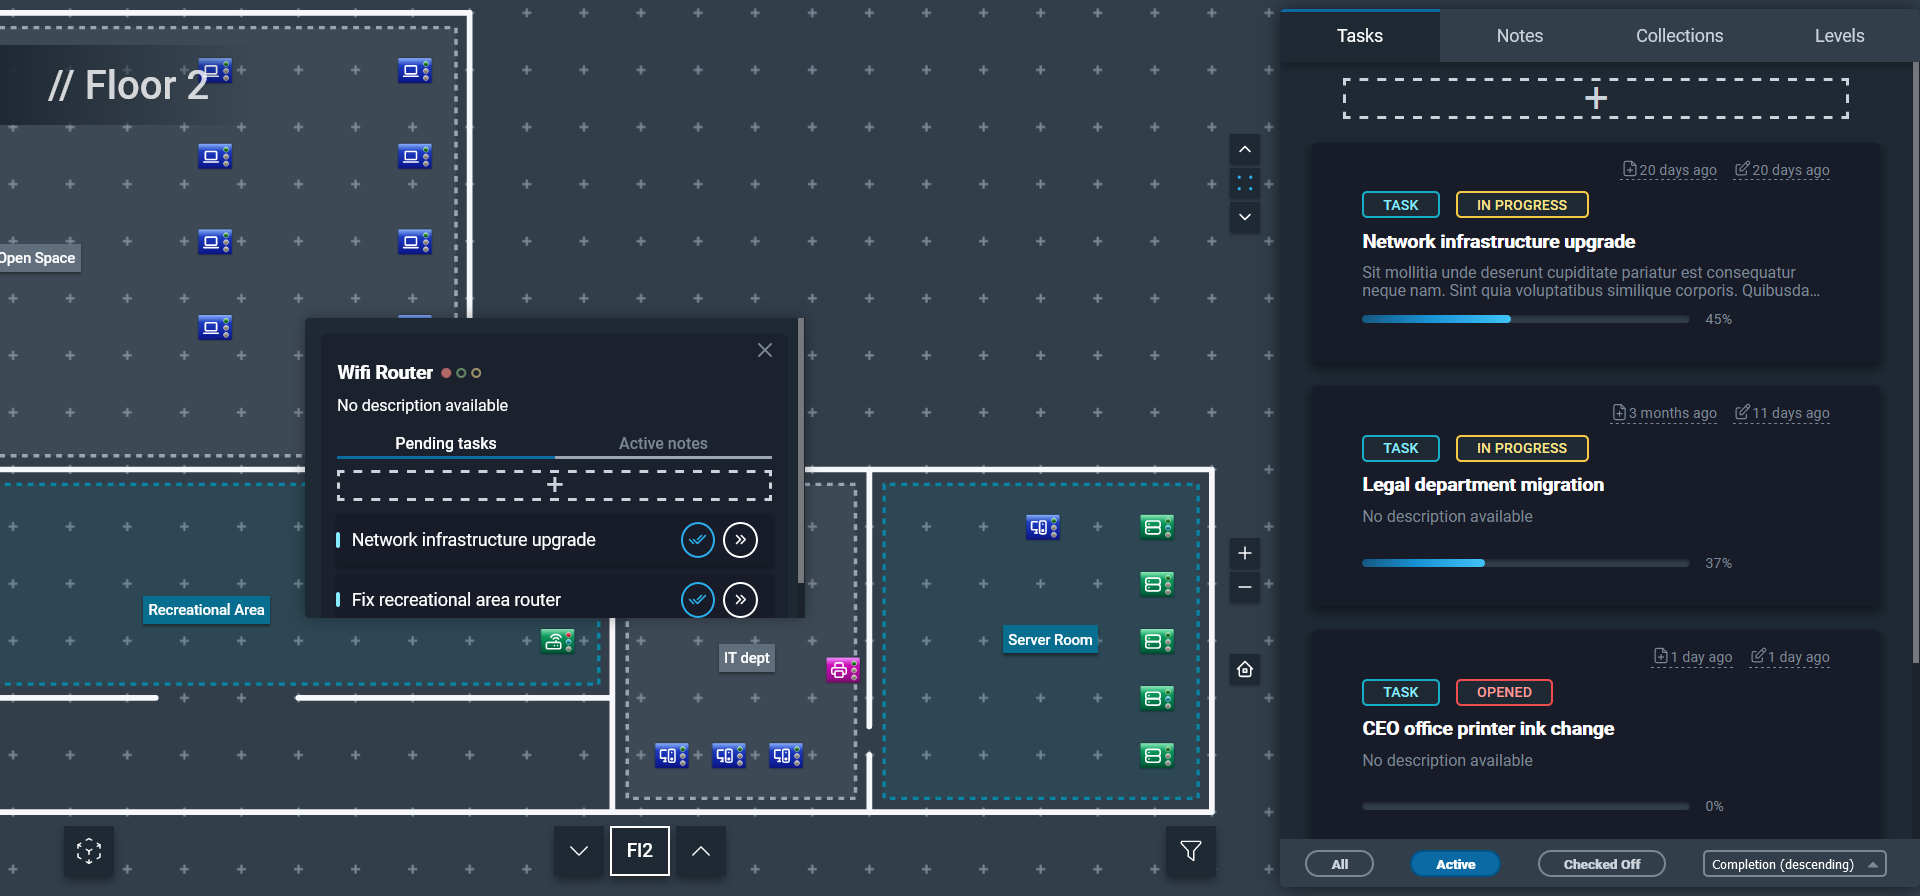 // Floor 2
Open Space
Wifi Router
No description available
Pending tasks
Active notes
+
Network infrastructure upgrade
Fix recreational area router
Recreational Area
IT dept
Server Room
Fl2
Tasks
Notes
Collections
Levels
+
20 days ago
20 days ago
TASK
IN PROGRESS
Network infrastructure upgrade
Sit mollitia unde deserunt cupiditate pariatur est consequatur
neque nam. Sint quia voluptatibus similique corporis. Quibusda...
45%
3 months ago
11 days ago
TASK
IN PROGRESS
Legal department migration
No description available
37%
1 day ago
1 day ago
TASK
OPENED
CEO office printer ink change
No description available
0%
All
Active
Checked Off
Completion (descending)